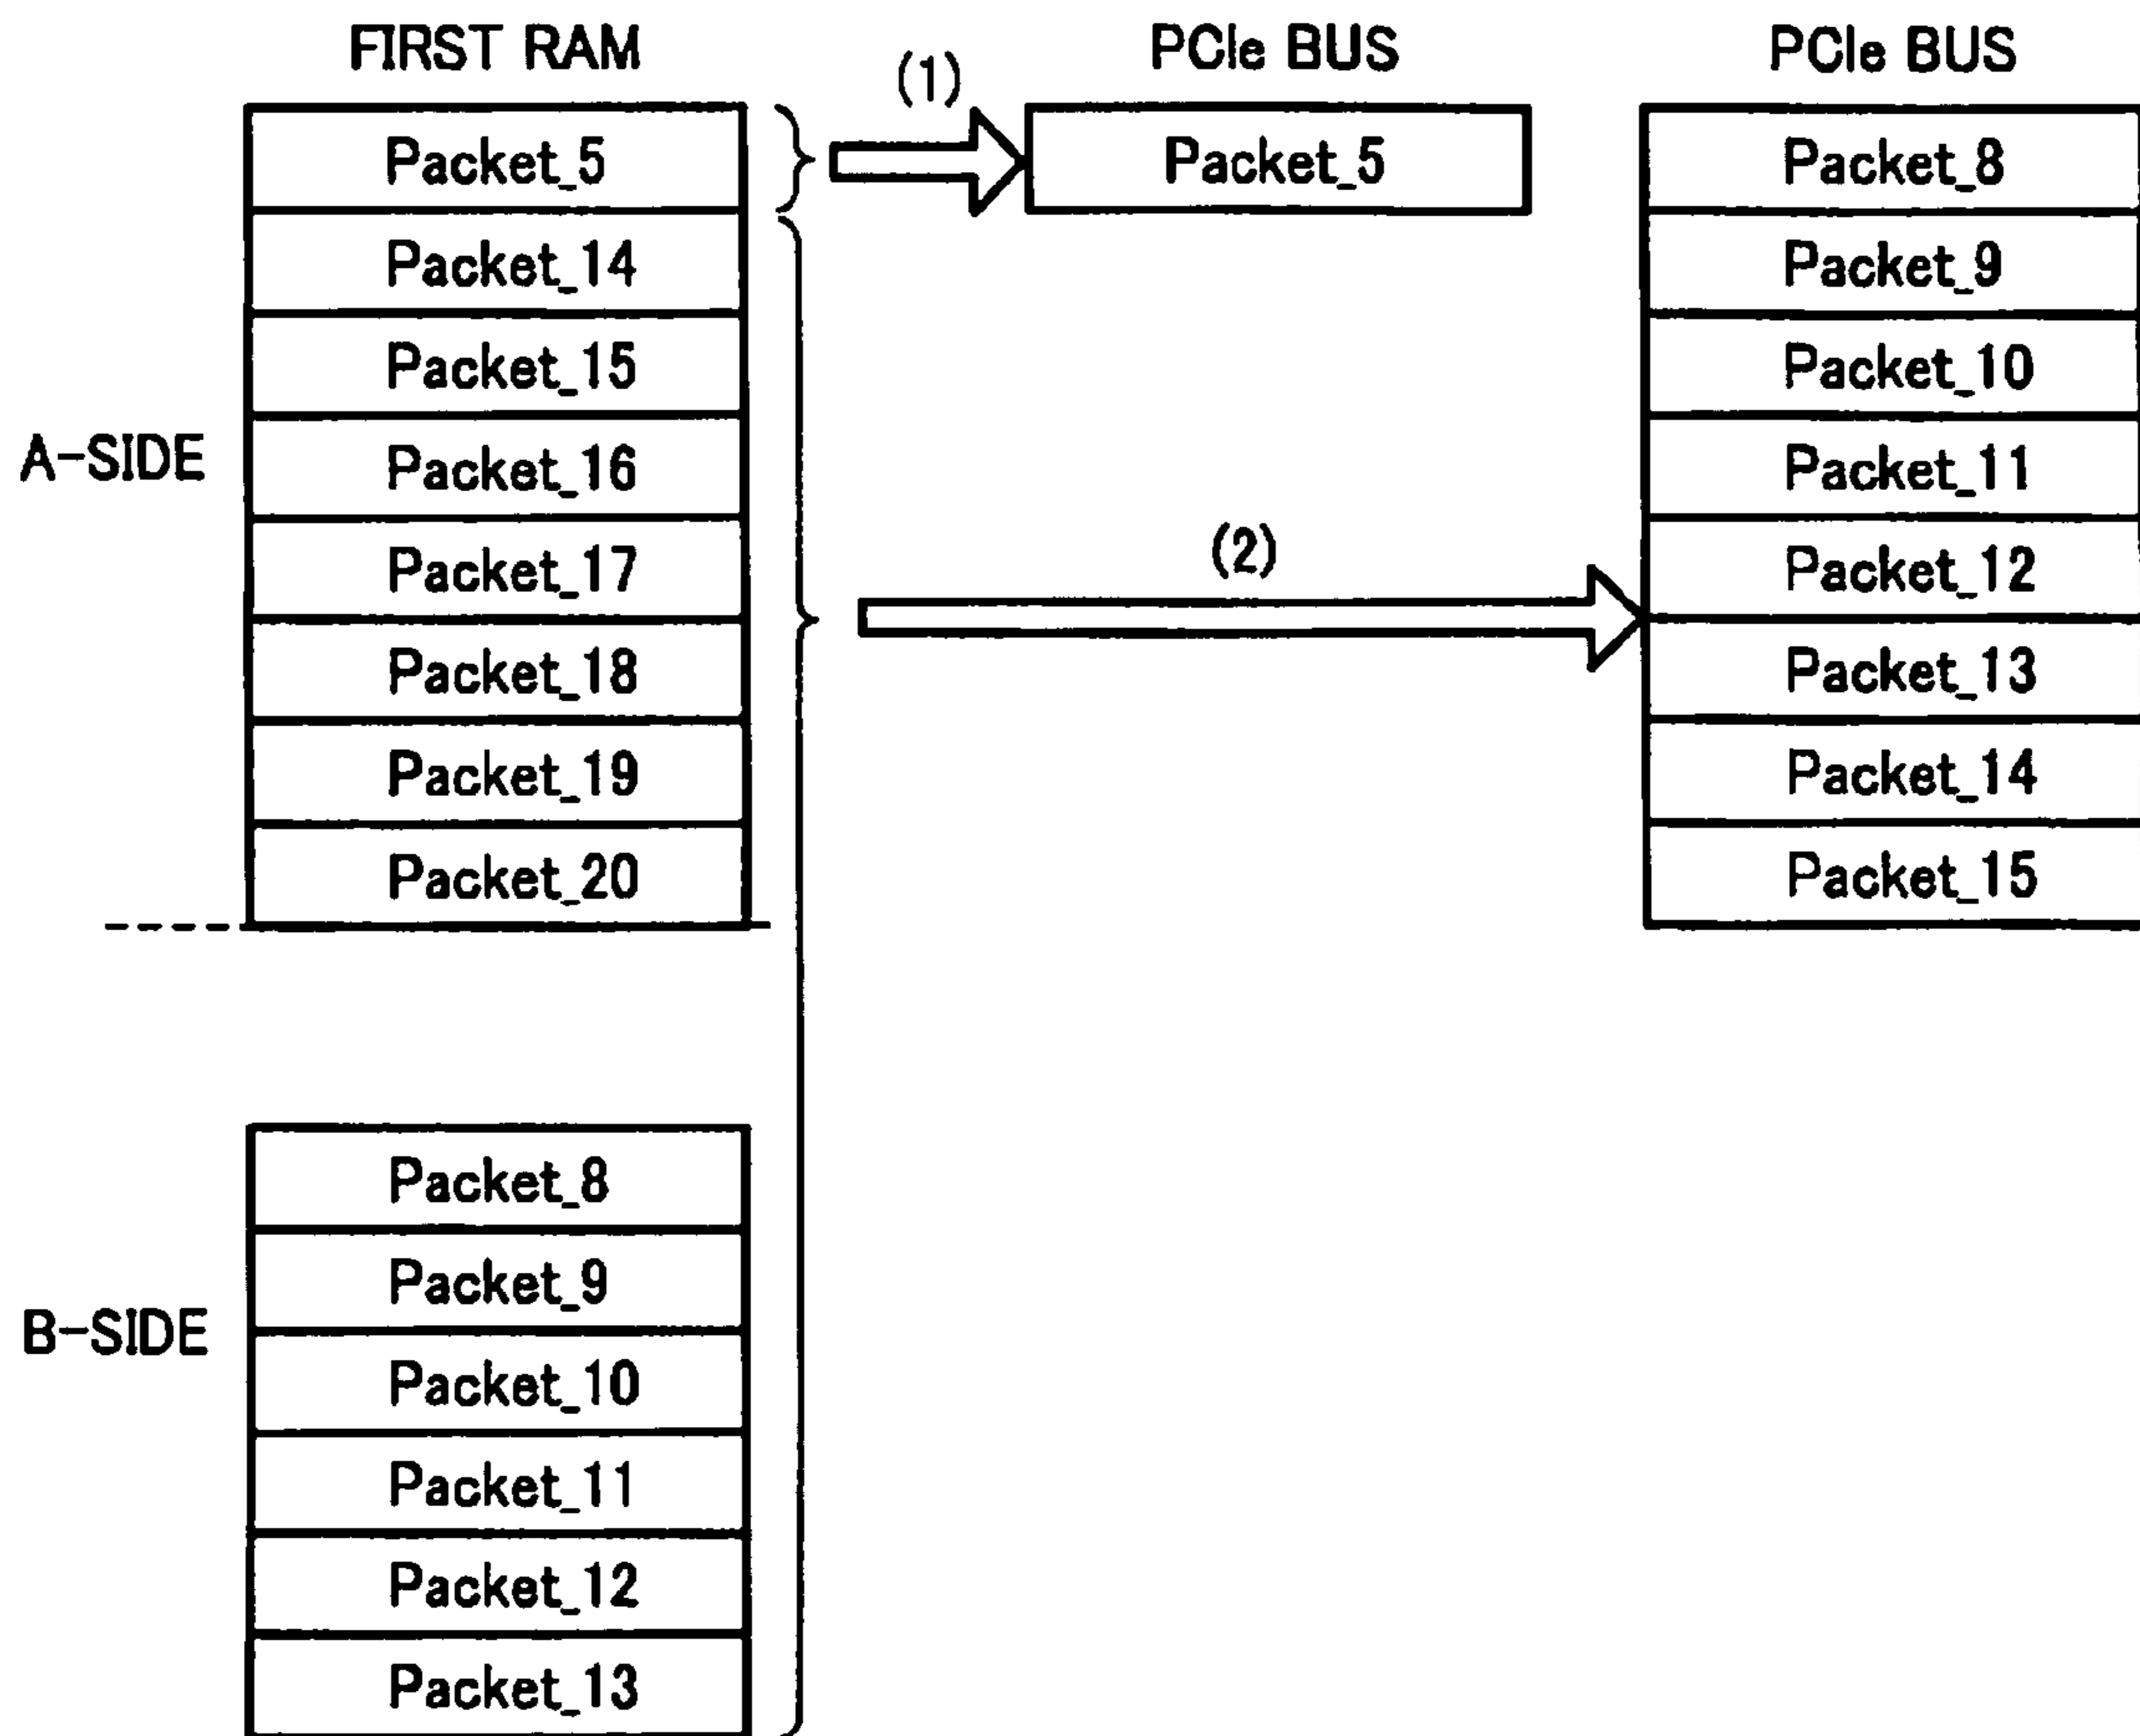 FIRST RAM
(1)
PCIe BUS
PCIe BUS
Packet_5
Packet_14
Packet_15
Packet_16
Packet_17
Packet_18
Packet_19
Packet_20
A-SIDE
Packet_5
(2)
Packet_8
Packet_9
Packet_10
Packet_11
Packet_12
Packet_13
Packet_14
Packet_15
B-SIDE
Packet_8
Packet_9
Packet_10
Packet_11
Packet_12
Packet_13